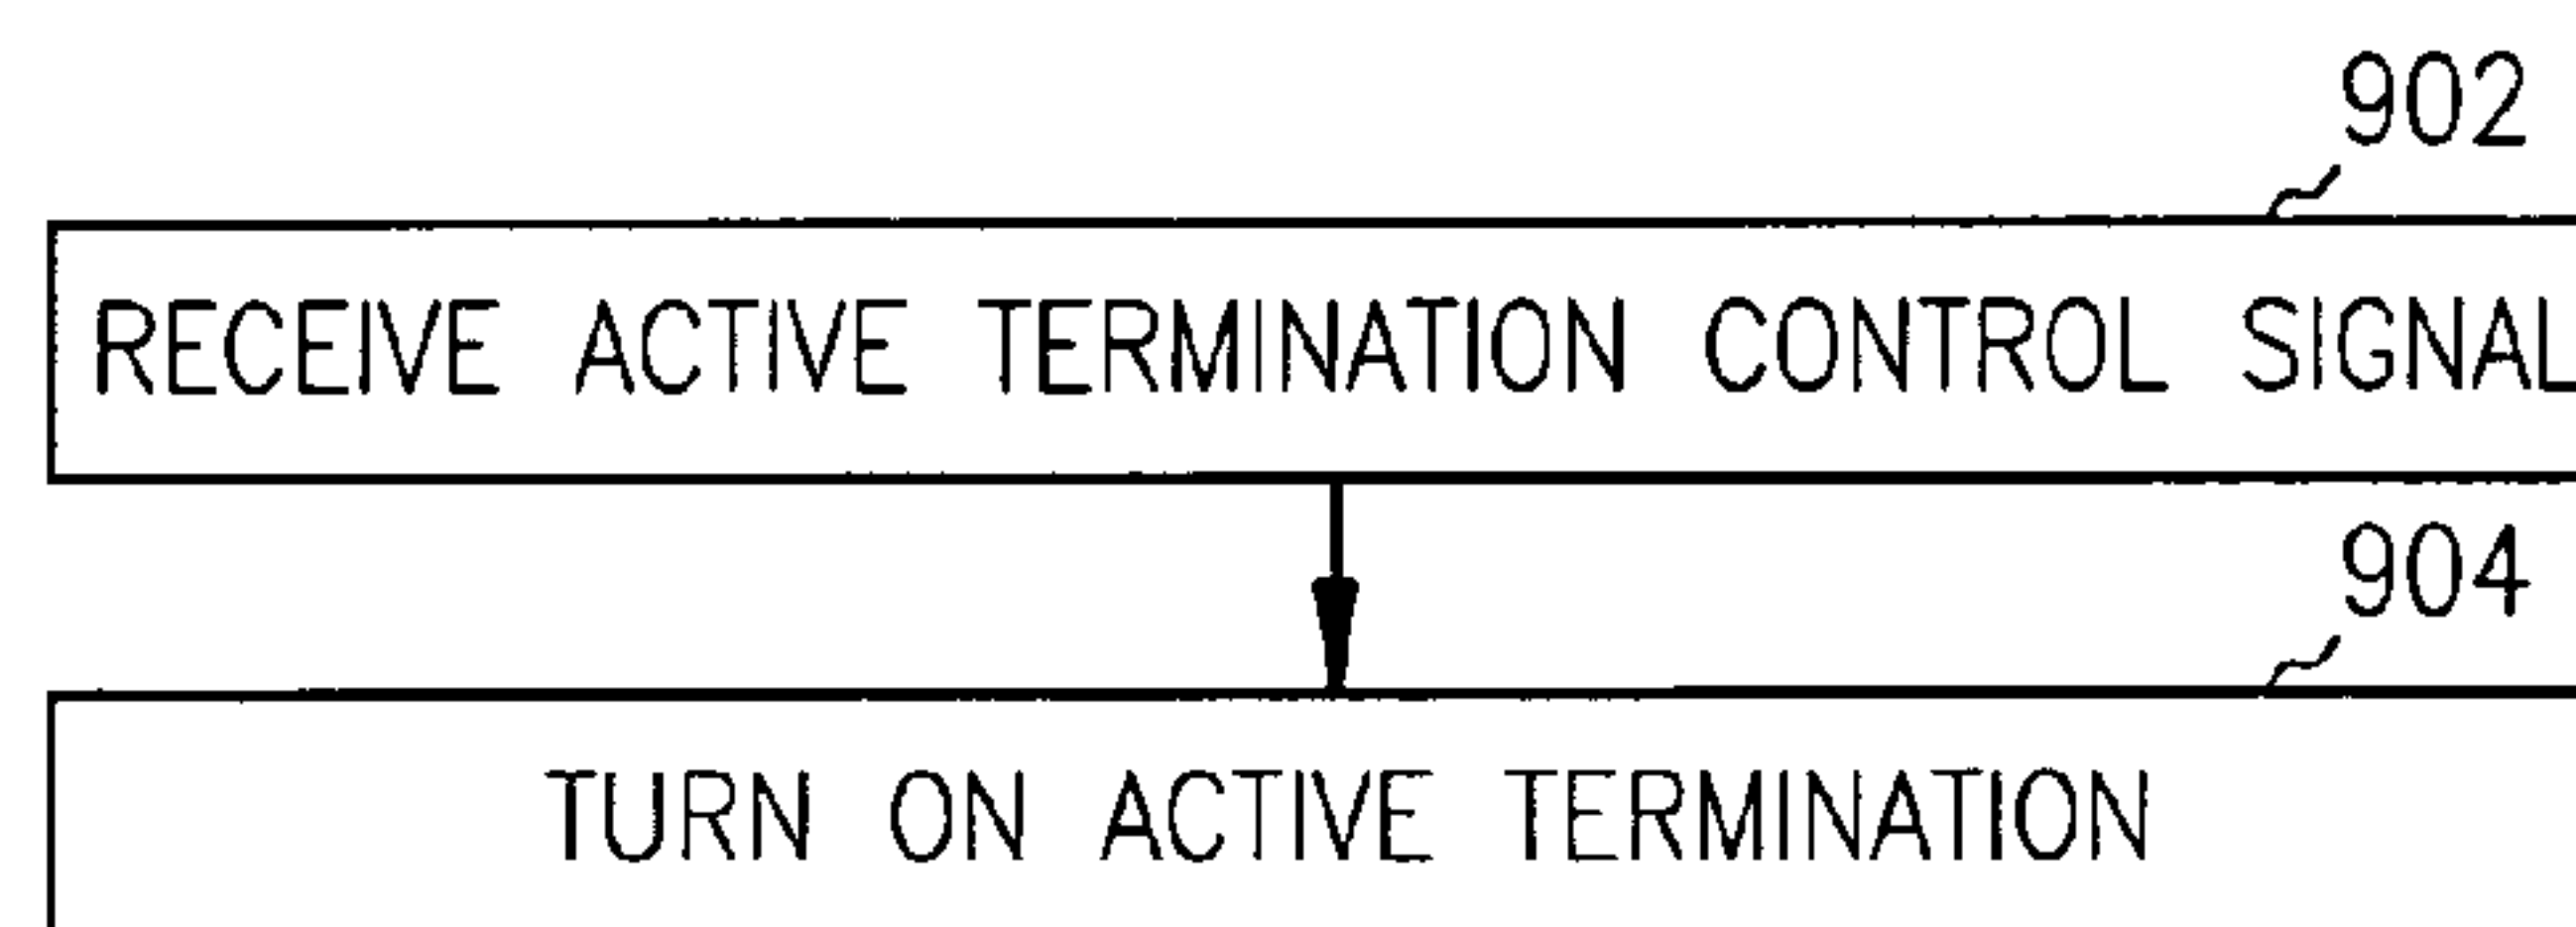 902
RECEIVE ACTIVE TERMINATION CONTROL SIGNAL
904
TURN ON ACTIVE TERMINATION